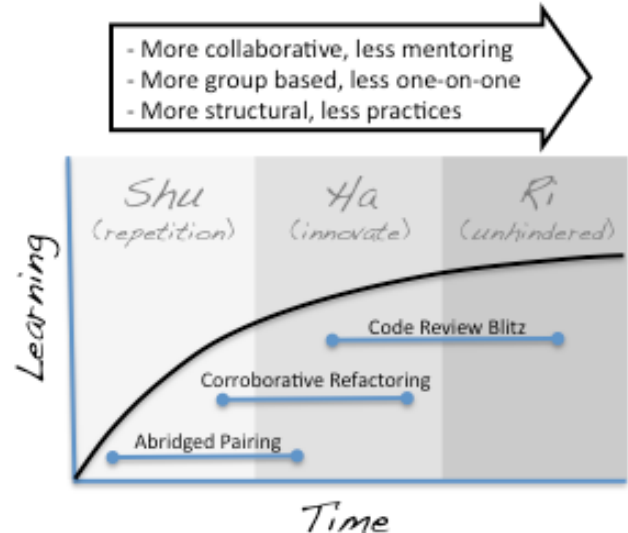 - More collaborative, less mentoring
- More group based, less one-on-one
- More structural, less practices
Shu
(repetition)
Ha
(innovate)
Ri
(unhindered)
Learning
Code Review Blitz
Corroborative Refactoring
Abridged Pairing
Time